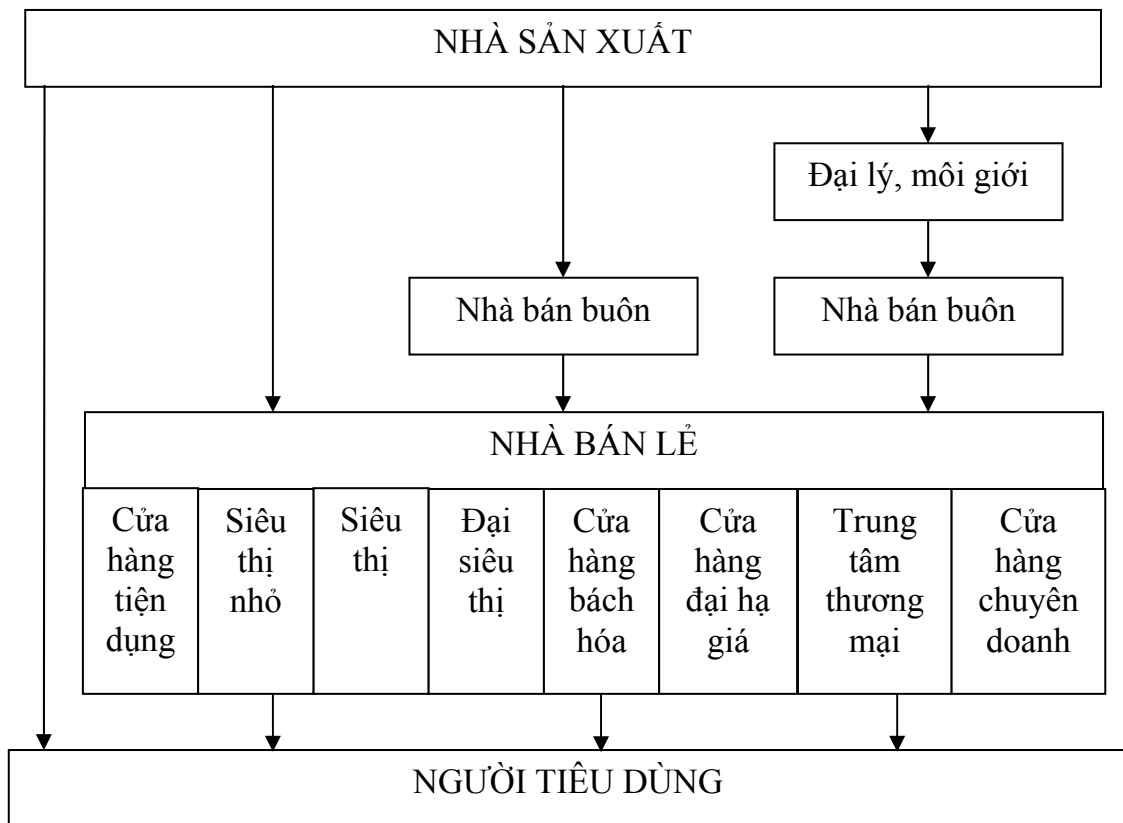 NHÀ SẢN XUẤT
Đại lý, môi giới
Nhà bán buôn
Nhà bán buôn
NHÀ BÁN LẺ
Cửa
hàng
tiện
dụng
Siêu
thị
nhỏ
Siêu
thị
Đại
siêu
thị
Cửa
hàng
bách
hóa
Cửa
hàng
đại hạ
giá
Trung
tâm
thương
mại
Cửa
hàng
chuyên
doanh
NGƯỜI TIÊU DÙNG